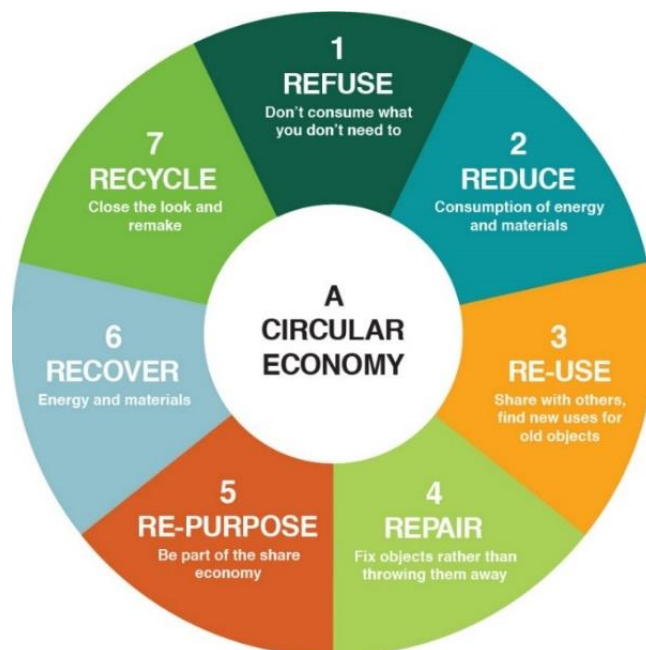 1
REFUSE
Don't consume what
you don't need to
2
REDUCE
Consumption of energy
and materials
3
RE-USE
Share with others,
find new uses for
old objects
4
REPAIR
Fix objects rather than
throwing them away
5
RE-PURPOSE
Be part of the share
economy
6
RECOVER
Energy and materials
7
RECYCLE
Close the look and
remake
A
CIRCULAR
ECONOMY